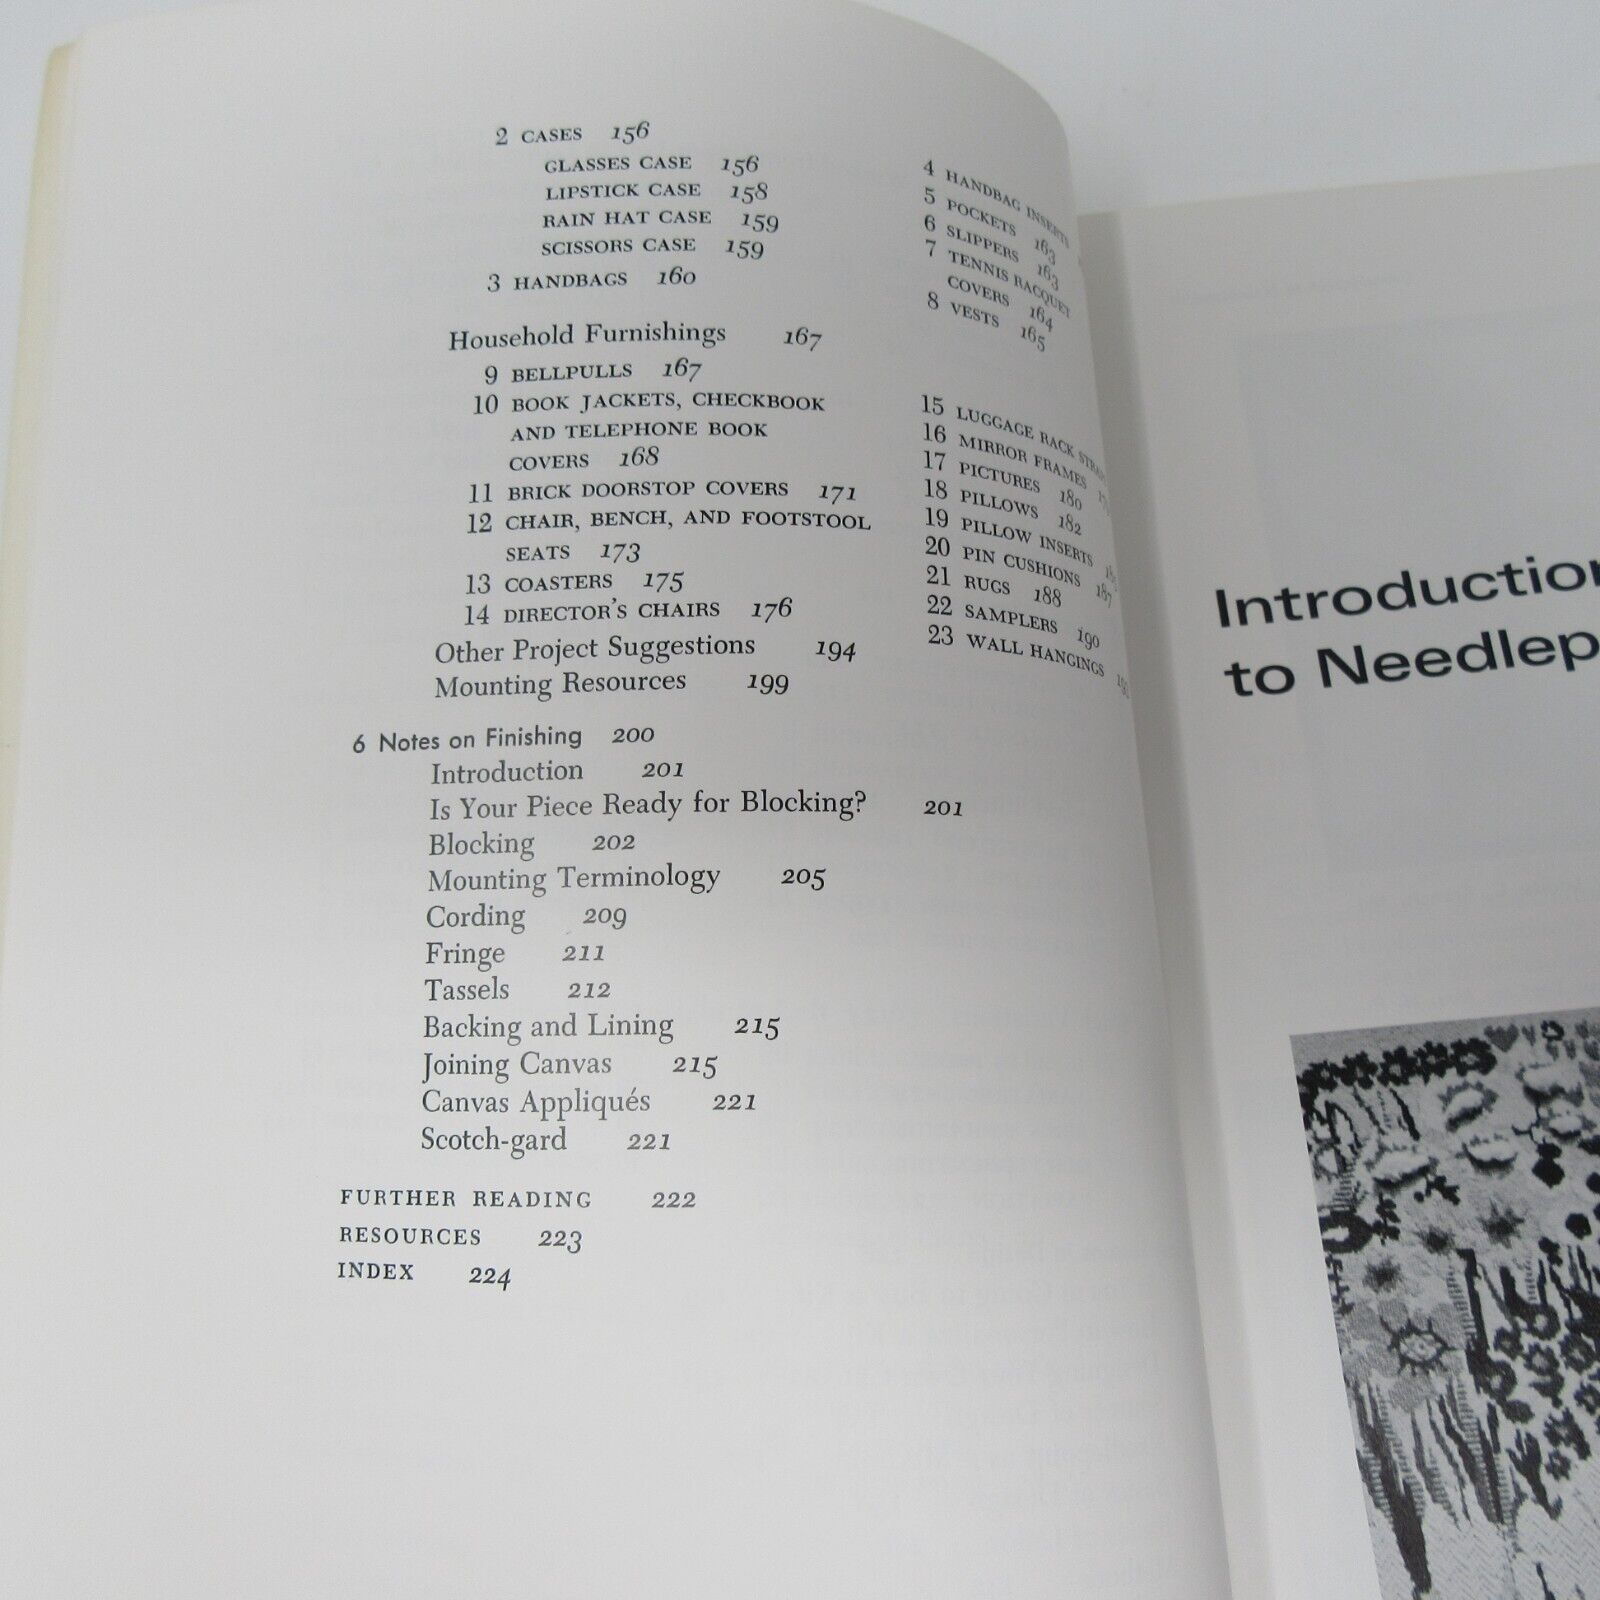 2 CASES 156
GLASSES CASE 156
LIPSTICK CASE 158
RAIN HAT CASE 159
SCISSORS CASE 159
3 HANDBAGS 160
4 HANDBAG INSERTS
5 POCKETS 163
6 SLIPPERS 163
7 TENNIS RACQUET
COVERS 164
8 VESTS 165
Household Furnishings 167
9 BELLPULLS 167
10 BOOK JACKETS, CHECKBOOK
AND TELEPHONE BOOK
COVERS 168
11 BRICK DOORSTOP COVERS 171
12 CHAIR, BENCH, AND FOOTSTOOL
SEATS 173
13 COASTERS 175
14 DIRECTOR'S CHAIRS 176
15 LUGGAGE RACK
16 MIRROR FRAMES
17 PICTURES 180
18 PILLOWS 182
19 PILLOW INSERTS
20 PIN CUSHIONS 187
21 RUGS 188
22 SAMPLERS 190
23 WALL HANGINGS
Other Project Suggestions 194
Mounting Resources 199
6 Notes on Finishing 200
Introduction 201
Is Your Piece Ready for Blocking? 201
Blocking 202
Mounting Terminology 205
Cording 209
Fringe 211
Tassels 212
Backing and Lining 215
Joining Canvas 215
Canvas Appliqués 221
Scotch-gard 221
FURTHER READING 222
RESOURCES 223
INDEX 224
Introduction
to Needlep